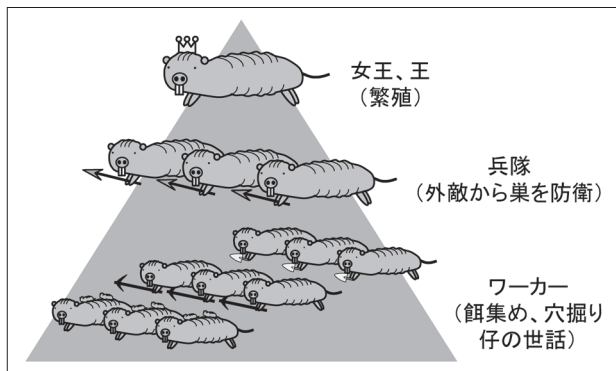 女王、王
（繁殖）
兵隊
（外敵から巣を防衛）
ワーカー
（餌集め、穴掘り
仔の世話）